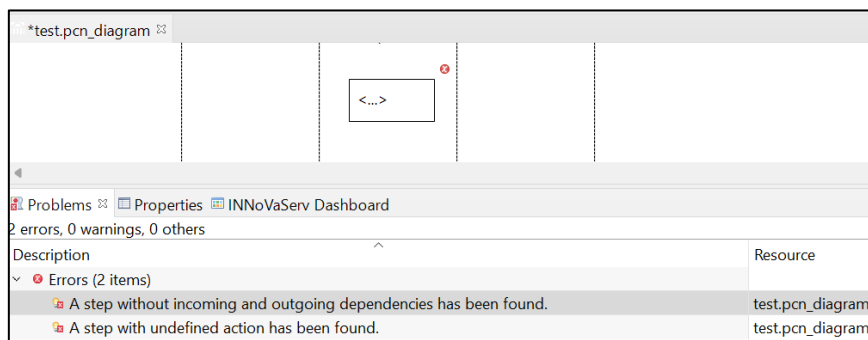 *test.pcn_diagram
<...>
Problems Properties INNoVaServ Dashboard
2 errors, 0 warnings, 0 others
Description Resource
Errors (2 items)
A step without incoming and outgoing dependencies has been found. test.pcn_diagram
A step with undefined action has been found. test.pcn_diagram